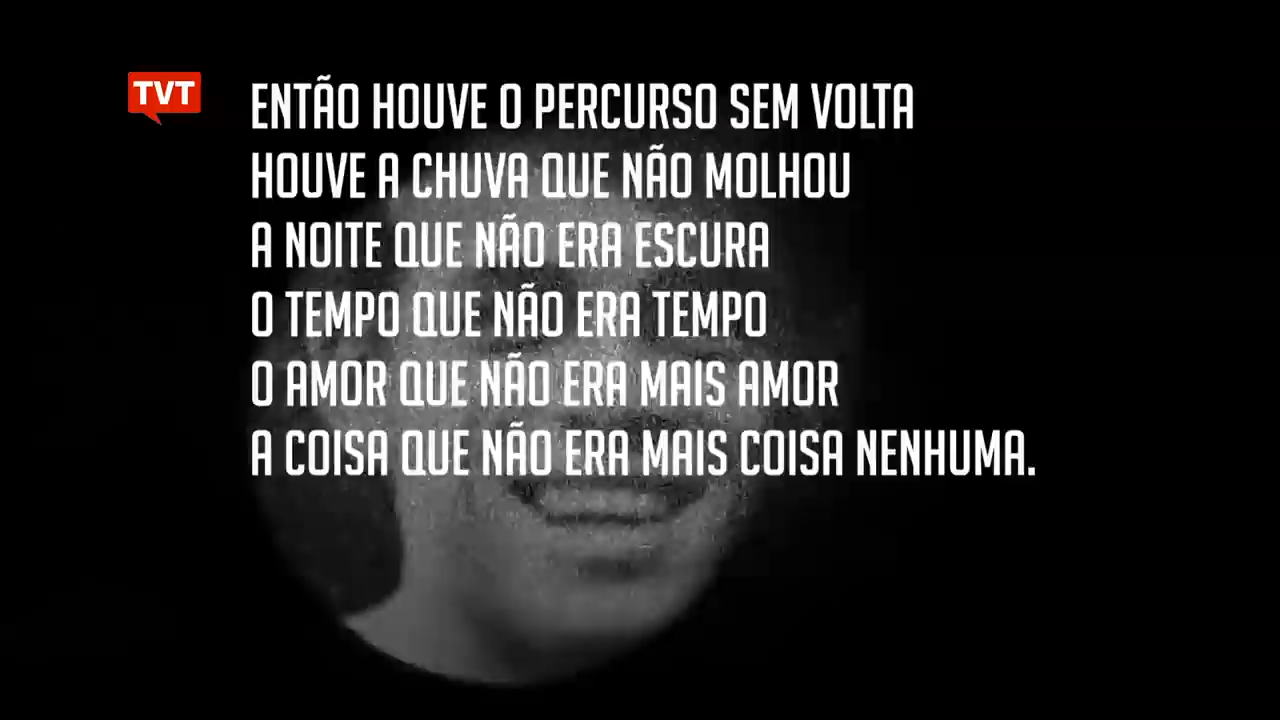 TVT
ENTÃO HOUVE O PERCURSO SEM VOLTA
HOUVE A CHUVA QUE NÃO MOLHOU
A NOITE QUE NÃO ERA ESCURA
O TEMPO QUE NÃO ERA TEMPO
O AMOR QUE NÃO ERA MAIS AMOR
A COISA QUE NÃO ERA MAIS COISA NENHUMA.